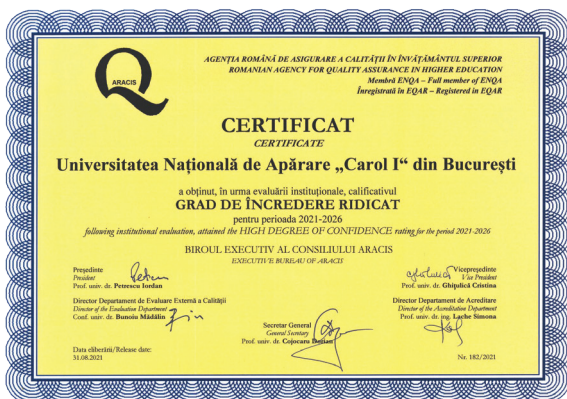 ARACIS
AGENȚIA ROMÂNĂ DE ASIGURARE A CALITĂȚII ÎN ÎNVĂȚĂMÂNTUL SUPERIOR
ROMANIAN AGENCY FOR QUALITY ASSURANCE IN HIGHER EDUCATION
Membră ENQA – Full member of ENQA
Înregistrată în EQAR – Registered in EQAR
CERTIFICAT
CERTIFICATE
Universitatea Națională de Apărare „Carol I“ din București
a obținut, în urma evaluării instituționale, calificativul
GRAD DE ÎNCREDERE RIDICAT
pentru perioada 2021-2026
following institutional evaluation, attained the HIGH DEGREE OF CONFIDENCE rating for the period 2021-2026
BIROUL EXECUTIV AL CONSILIULUI ARACIS
EXECUTIVE BUREAU OF ARACIS
Președinte
President
Prof. univ. dr. Petrescu Iordan
Vicepreședinte
Vice President
Prof. univ. dr. Ghițulică Cristina
Director Departament de Evaluare Externă a Calității
Director of the Evaluation Department
Conf. univ. dr. Bunoiu Mădălin
Director Departament de Acreditare
Director of the Acreditation Department
Prof. univ. dr. ing. Lache Simona
Secretar General
General Secretary
Prof. univ. dr. Cojocaru Dorian
Data eliberării/Release date:
31.08.2021
Nr. 182/2021